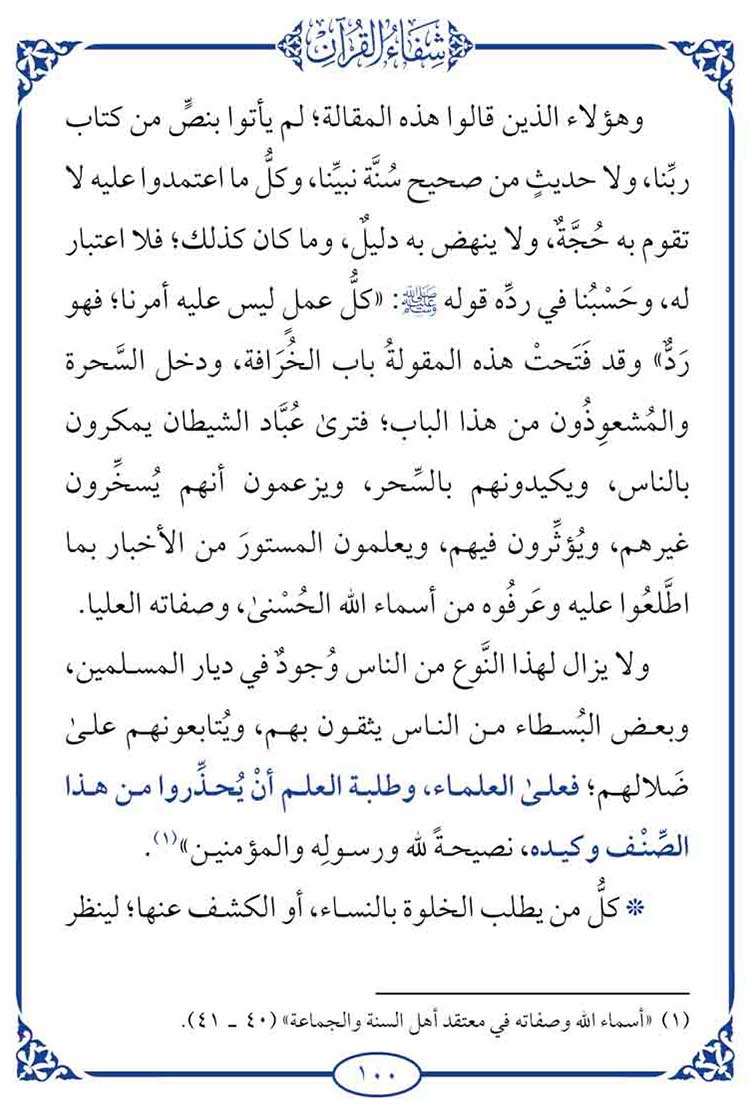 شِفَاءُ القُرْآنِ
وهؤلاء الذين قالوا هذه المقالة؛ لم يأتوا بنصٍّ من كتاب
ربِّنا، ولا حديثٍ من صحيح سُنَّة نبيِّنا، وكلُّ ما اعتمدوا عليه لا
تقوم به حُجَّةٌ، ولا ينهض به دليلٌ، وما كان كذلك؛ فلا اعتبار
له، وحَسْبُنا في ردِّه قوله ﷺ: «كلُّ عملٍ ليس عليه أمرنا؛ فهو
رَدٌّ» وقد فَتَحتْ هذه المقولةُ باب الخُرَافة، ودخل السَّحرة
والمُشعوِذُون من هذا الباب؛ فترىٰ عُبَّاد الشيطان يمكرون
بالناس، ويكيدونهم بالسِّحر، ويزعمون أنهم يُسخِّرون
غيرهم، ويُؤثِّرون فيهم، ويعلمون المستورَ من الأخبار بما
اطَّلعُوا عليه وعَرفُوه من أسماء الله الحُسْنىٰ، وصفاته العليا.
ولا يزال لهذا النَّوع من الناس وُجودٌ في ديار المسلمين،
وبعض البُسطاء من الناس يثقون بهم، ويُتابعونهم علىٰ
ضَلالهم؛ فعلىٰ العلماء، وطلبة العلم أنْ يُحذِّروا من هذا
الصِّنْف وكيده، نصيحةً لله ورسولِه والمؤمنين»(١).
* كلُّ من يطلب الخلوة بالنساء، أو الكشف عنها؛ لينظر
(١) «أسماء الله وصفاته في معتقد أهل السنة والجماعة» (٤٠ - ٤١).
١٠٠